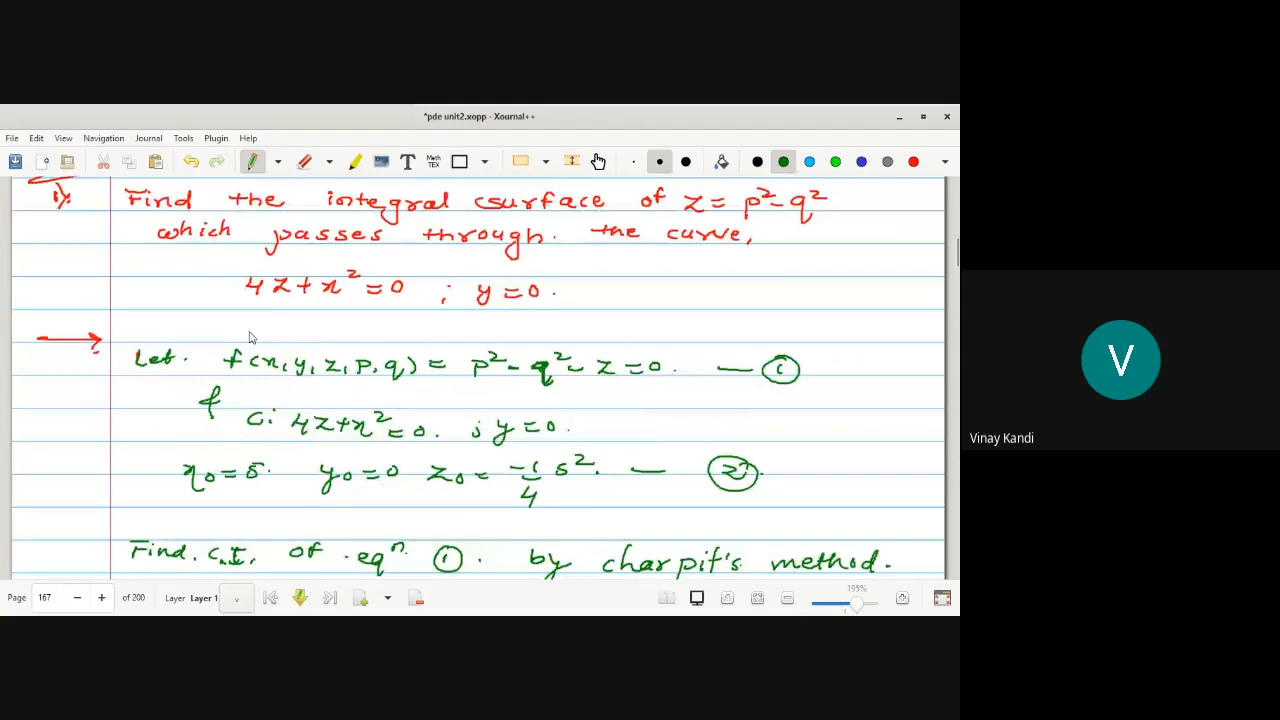 *pde unit2.xopp - Xournal++
File Edit View Navigation Journal Tools Plugin Help
1) Find the integral csurface of z = p² - q²
which passes through. the curve,
4z + x² = 0 ; y = 0.
Let. f(x, y, z, p, q) = p² - q² - z = 0. — ①
& C: 4z + x² = 0. ; y = 0.
x₀ = s. y₀ = 0 z₀ = -1/4 s². — ②
Find. C.I. of eqⁿ. ①. by charpit's method.
Page 167 of 200 Layer Layer 1 195%
V
Vinay Kandi